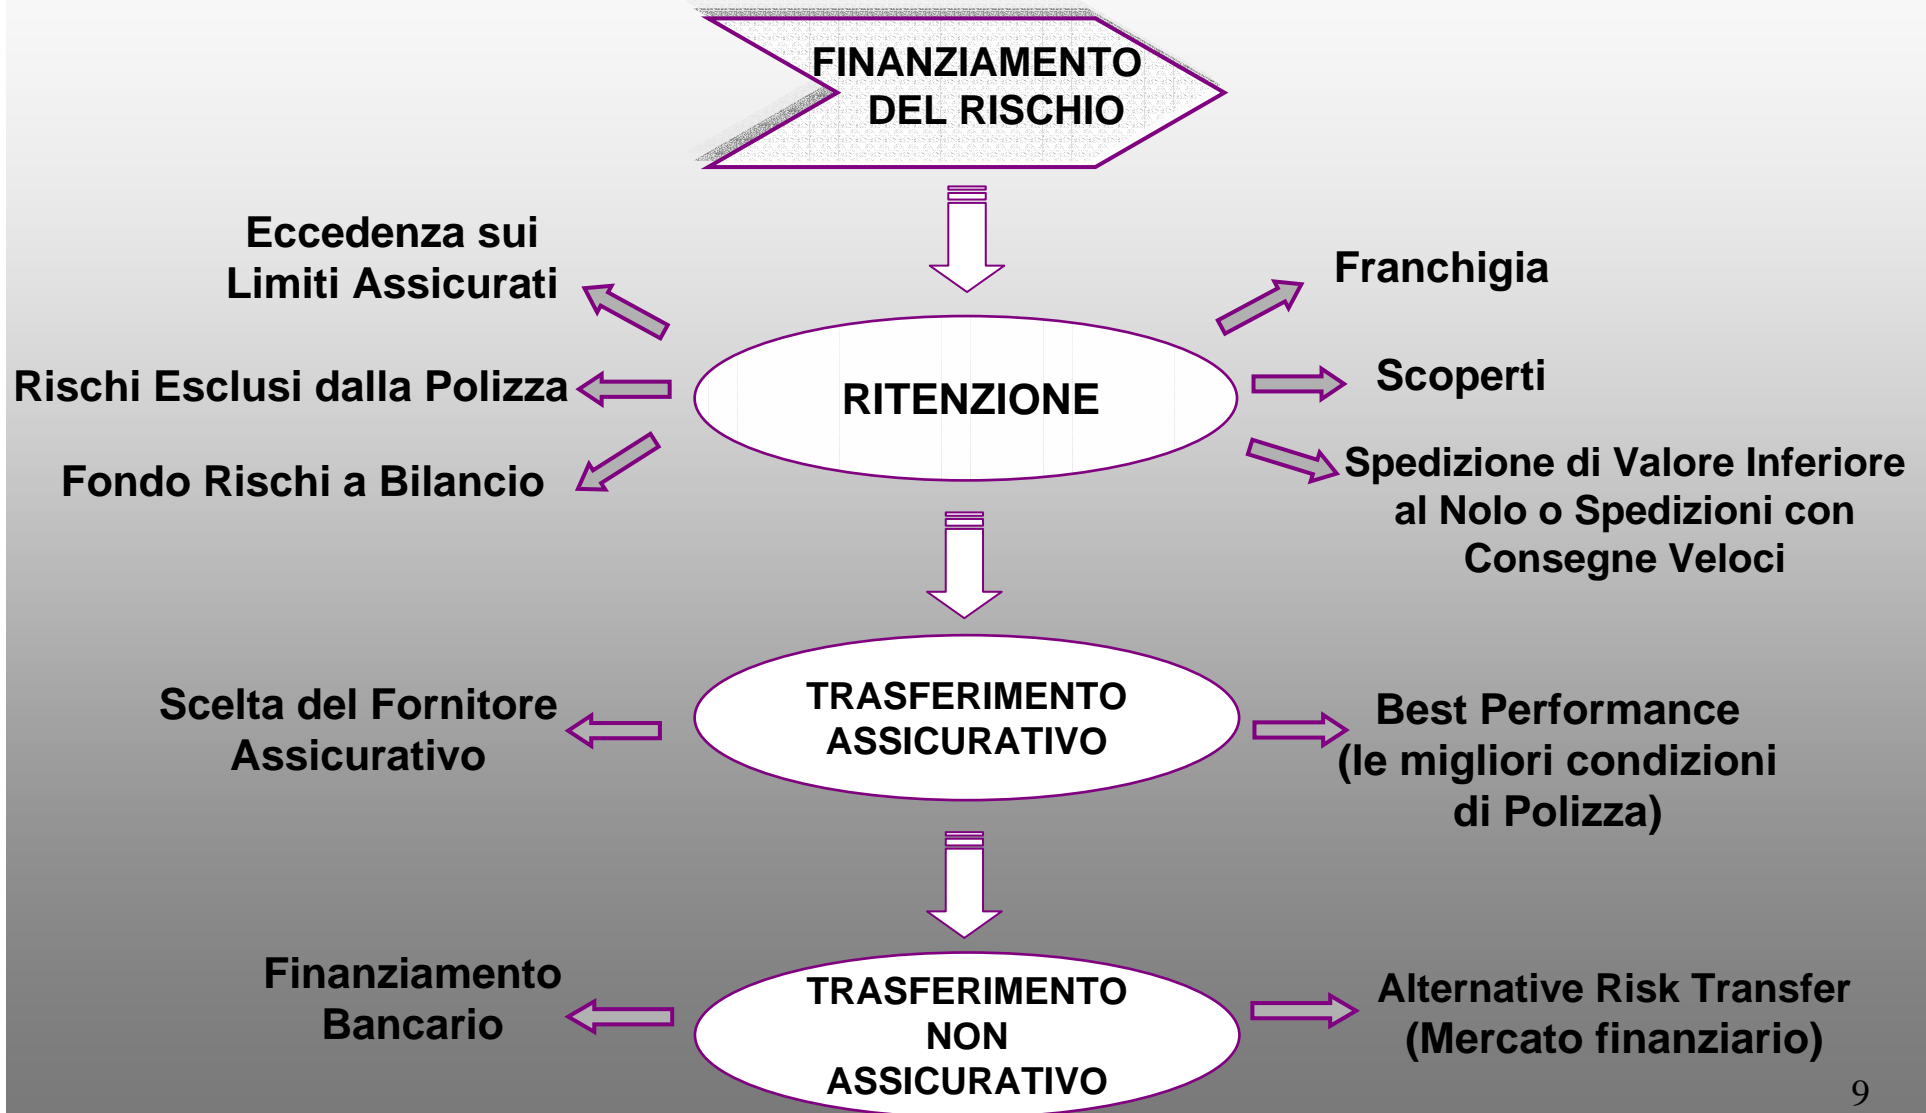 FINANZIAMENTO
DEL RISCHIO
Eccedenza sui
Limiti Assicurati
Franchigia
Rischi Esclusi dalla Polizza
RITENZIONE
Scoperti
Fondo Rischi a Bilancio
Spedizione di Valore Inferiore
al Nolo o Spedizioni con
Consegne Veloci
Scelta del Fornitore
Assicurativo
TRASFERIMENTO
ASSICURATIVO
Best Performance
(le migliori condizioni
di Polizza)
Finanziamento
Bancario
TRASFERIMENTO
NON
ASSICURATIVO
Alternative Risk Transfer
(Mercato finanziario)
9